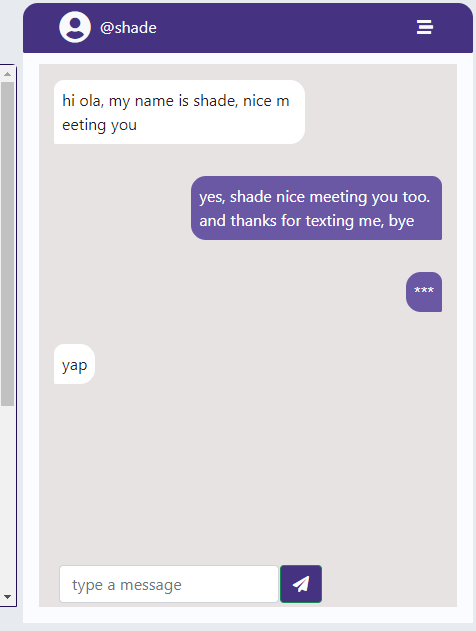 @shade
hi ola, my name is shade, nice m
eeting you
yes, shade nice meeting you too.
and thanks for texting me, bye
***
yap
type a message